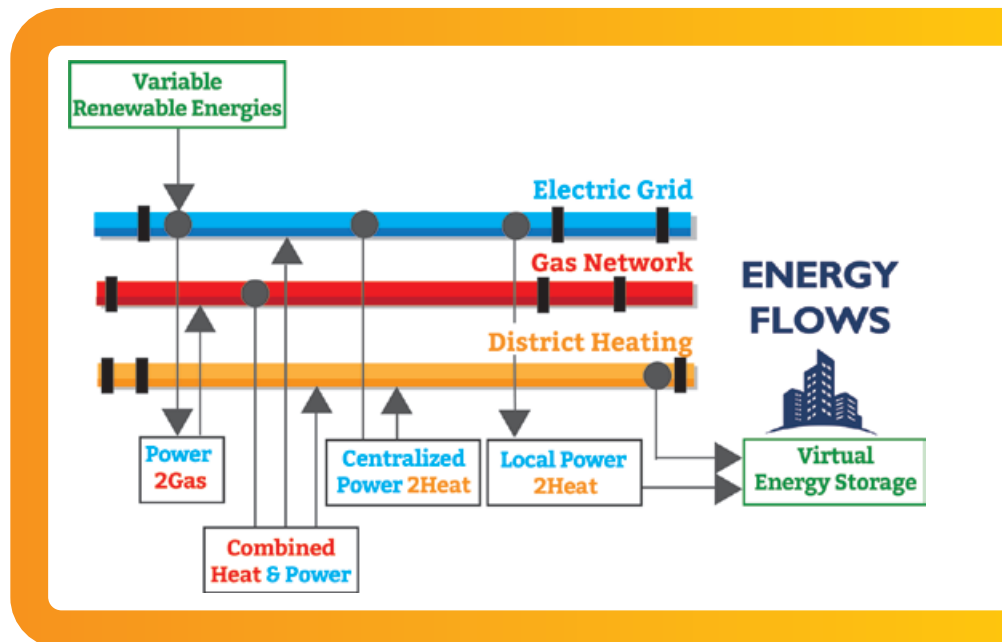 Variable
Renewable Energies
Electric Grid
Gas Network
ENERGY
FLOWS
District Heating
Power
2Gas
Centralized
Power 2Heat
Local Power
2Heat
Virtual
Energy Storage
Combined
Heat & Power